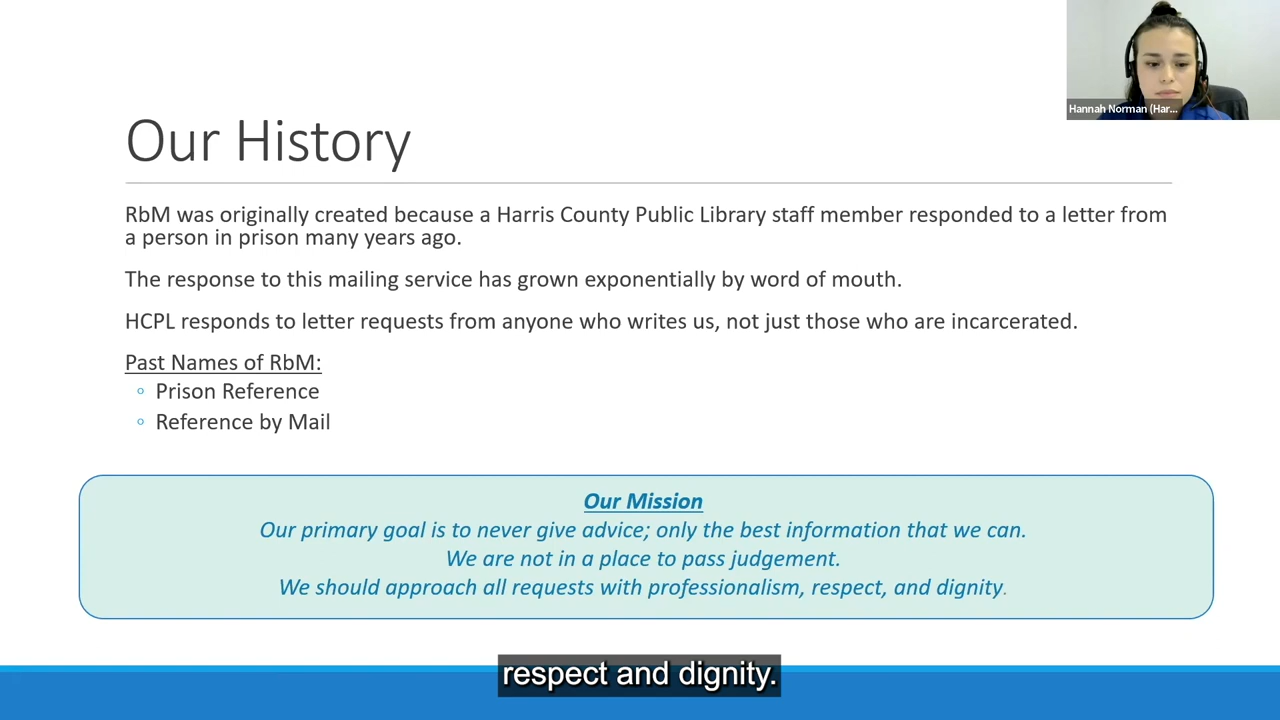 Hannah Norman (Har...
Our History
RbM was originally created because a Harris County Public Library staff member responded to a letter from
a person in prison many years ago.
The response to this mailing service has grown exponentially by word of mouth.
HCPL responds to letter requests from anyone who writes us, not just those who are incarcerated.
Past Names of RbM:
◦ Prison Reference
◦ Reference by Mail
Our Mission
Our primary goal is to never give advice; only the best information that we can.
We are not in a place to pass judgement.
We should approach all requests with professionalism, respect, and dignity.
respect and dignity.